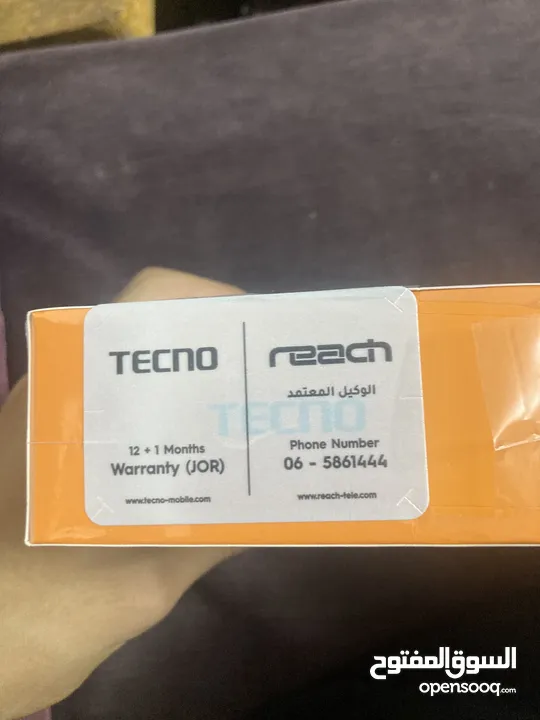 TECNO
12 + 1 Months
Warranty (JOR)
www.tecno-mobile.com
reach
الوكيل المعتمد
TECNO
Phone Number
06 - 5861444
www.reach-tele.com
السوق المفتوح
opensooq.com